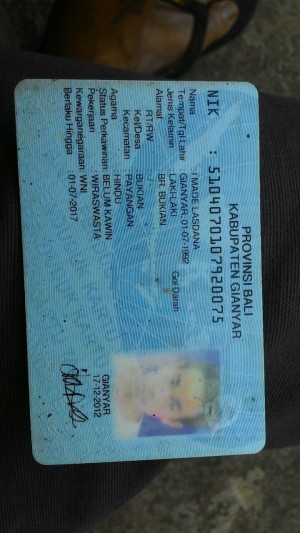 PROVINSI BALI
KABUPATEN GIANYAR
NIK : 5104070107920075
Nama : I MADE LASDANA
Tempat/Tgl Lahir : GIANYAR, 01-07-1992
Jenis Kelamin : LAKI-LAKI Gol Darah
Alamat : BR. BUKIAN
RT/RW : /
Kel/Desa : BUKIAN
Kecamatan : PAYANGAN
Agama : HINDU
Status Perkawinan : BELUM KAWIN
Pekerjaan : WIRASWASTA
Kewarganegaraan : WNI
Berlaku Hingga : 01-07-2017
GIANYAR
17-12-2012